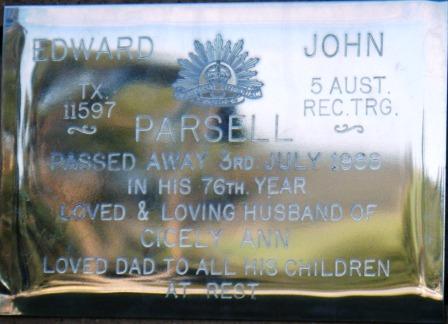 EDWARD JOHN
TX. 5 AUST.
11597 REC. TRG.
PARSELL
PASSED AWAY 3RD. JULY
IN HIS 76TH. YEAR
LOVED & LOVING HUSBAND OF
CICELY ANN
LOVED DAD TO ALL HIS CHILDREN
AT REST